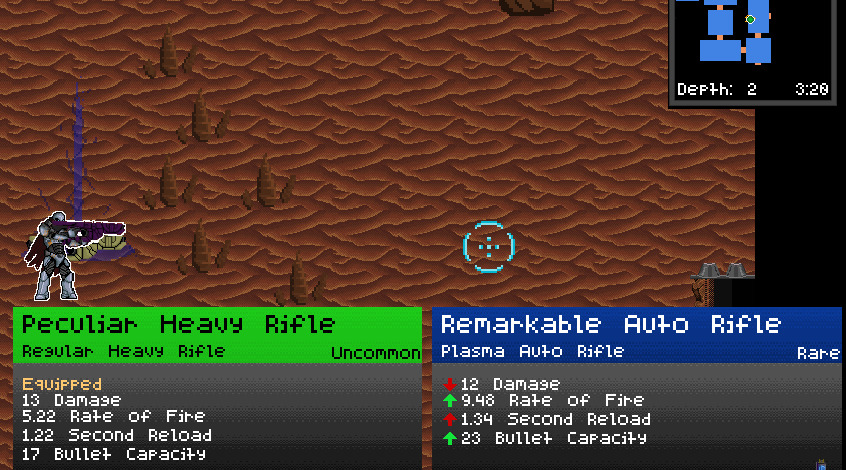 Depth: 2 3:20
Peculiar Heavy Rifle
Regular Heavy Rifle Uncommon
Equipped
13 Damage
5.22 Rate of Fire
1.22 Second Reload
17 Bullet Capacity
Remarkable Auto Rifle
Plasma Auto Rifle Rare
12 Damage
9.48 Rate of Fire
1.34 Second Reload
23 Bullet Capacity